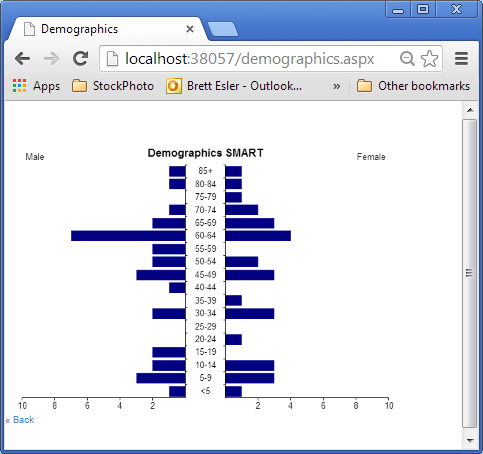 Demographics
localhost:38057/demographics.aspx
Apps StockPhoto Brett Esler - Outlook... » Other bookmarks
Demographics SMART
Male Female
85+
80-84
75-79
70-74
65-69
60-64
55-59
50-54
45-49
40-44
35-39
30-34
25-29
20-24
15-19
10-14
5-9
<5
10 8 6 4 2 2 4 6 8 10
« Back